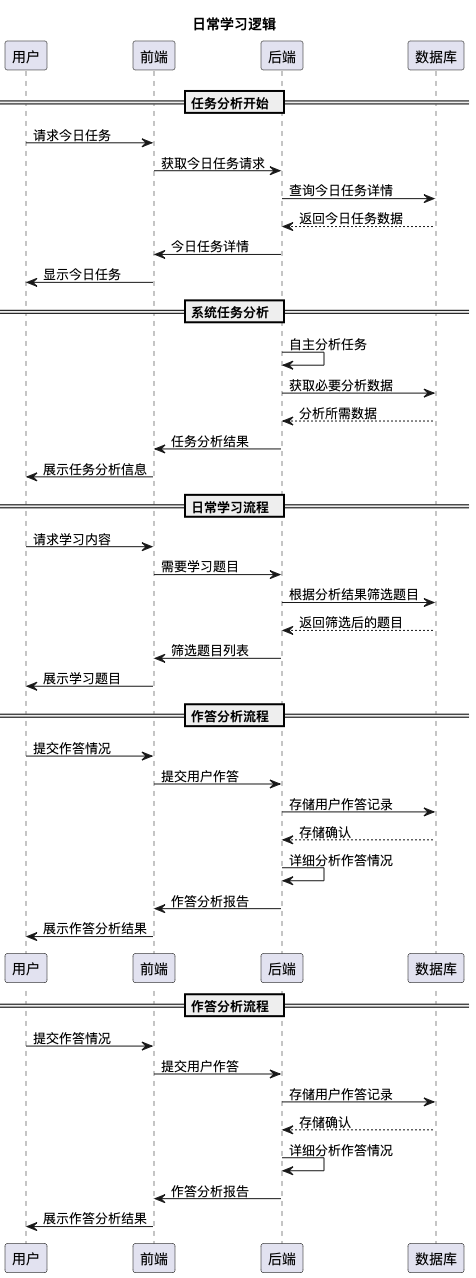 日常学习逻辑
用户 前端 后端 数据库
任务分析开始
请求今日任务
获取今日任务请求
查询今日任务详情
返回今日任务数据
今日任务详情
显示今日任务
系统任务分析
自主分析任务
获取必要分析数据
分析所需数据
任务分析结果
展示任务分析信息
日常学习流程
请求学习内容
需要学习题目
根据分析结果筛选题目
返回筛选后的题目
筛选题目列表
展示学习题目
作答分析流程
提交作答情况
提交用户作答
存储用户作答记录
存储确认
详细分析作答情况
作答分析报告
展示作答分析结果
用户 前端 后端 数据库
作答分析流程
提交作答情况
提交用户作答
存储用户作答记录
存储确认
详细分析作答情况
作答分析报告
展示作答分析结果
用户 前端 后端 数据库